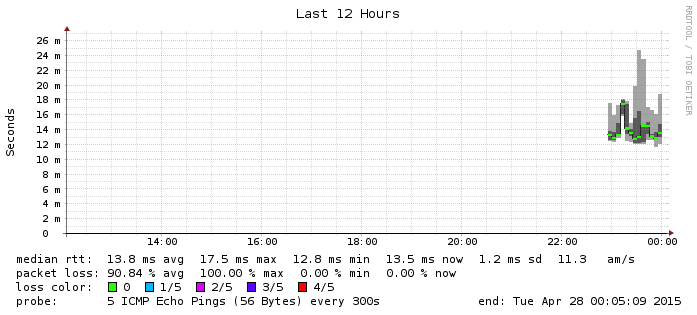 Last 12 Hours
RRDTOOL / TOBI OETIKER
Seconds
26 m
24 m
22 m
20 m
18 m
16 m
14 m
12 m
10 m
8 m
6 m
4 m
2 m
0
14:00 16:00 18:00 20:00 22:00 00:00
median rtt: 13.8 ms avg 17.5 ms max 12.8 ms min 13.5 ms now 1.2 ms sd 11.3 am/s
packet loss: 90.84 % avg 100.00 % max 0.00 % min 0.00 % now
loss color: 0 1/5 2/5 3/5 4/5
probe: 5 ICMP Echo Pings (56 Bytes) every 300s end: Tue Apr 28 00:05:09 2015